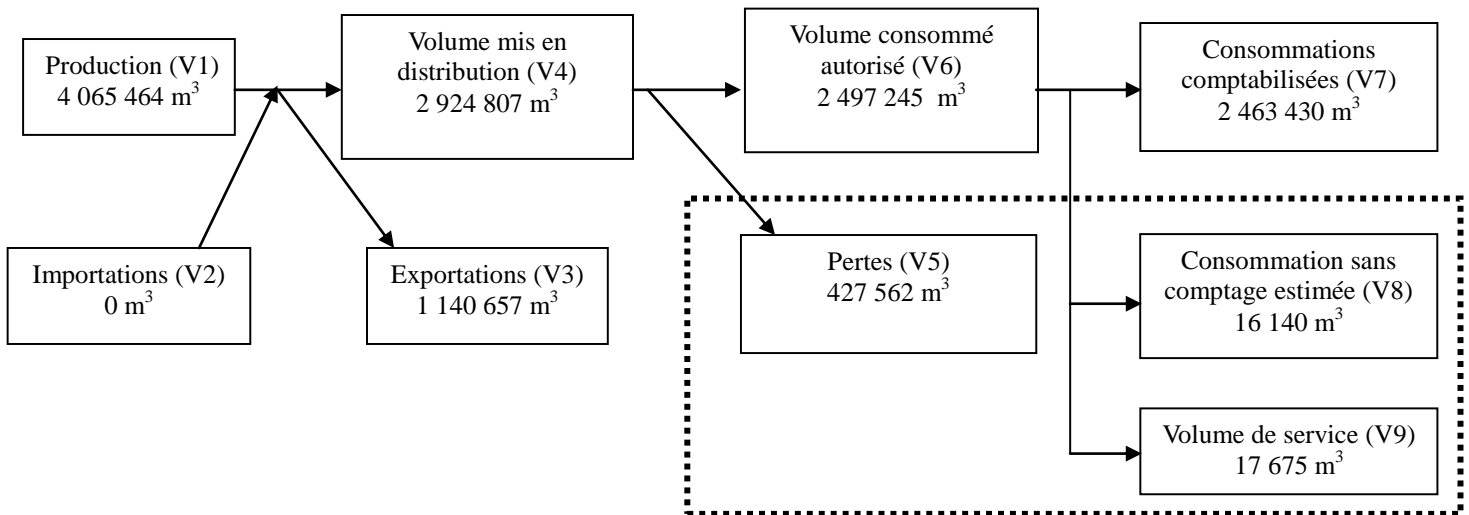 Production (V1)
4 065 464 m³
Volume mis en
distribution (V4)
2 924 807 m³
Volume consommé
autorisé (V6)
2 497 245 m³
Consommations
comptabilisées (V7)
2 463 430 m³
Importations (V2)
0 m³
Exportations (V3)
1 140 657 m³
Pertes (V5)
427 562 m³
Consommation sans
comptage estimée (V8)
16 140 m³
Volume de service (V9)
17 675 m³